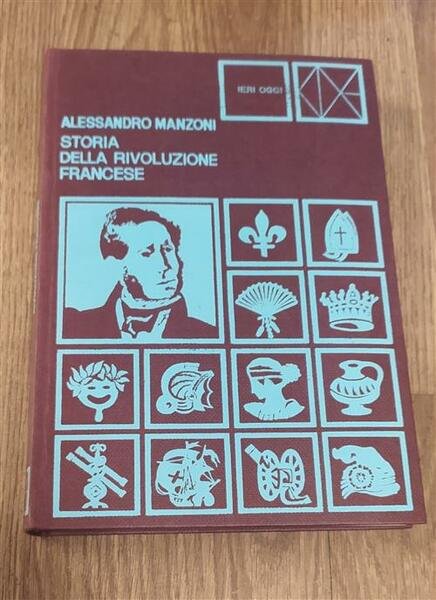 IERI OGGI
ALESSANDRO MANZONI
STORIA
DELLA RIVOLUZIONE
FRANCESE